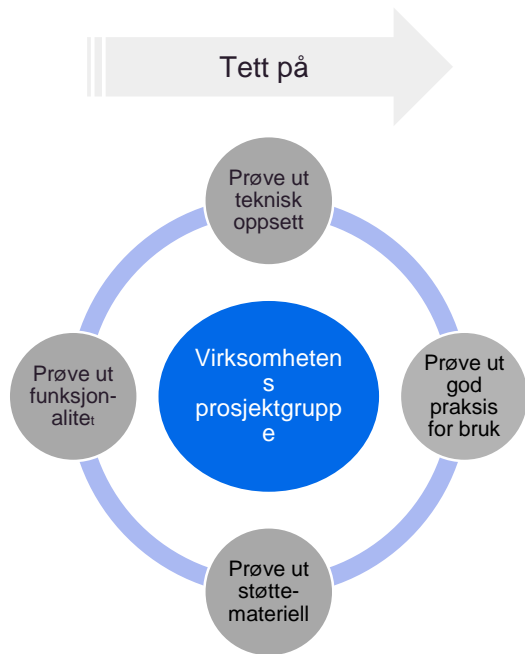 Tett på
Prøve ut
teknisk
oppsett
Virksomheten
s
prosjektgrupp
e
Prøve ut
funksjon-
alitet
Prøve ut
god
praksis
for bruk
Prøve ut
støtte-
materiell